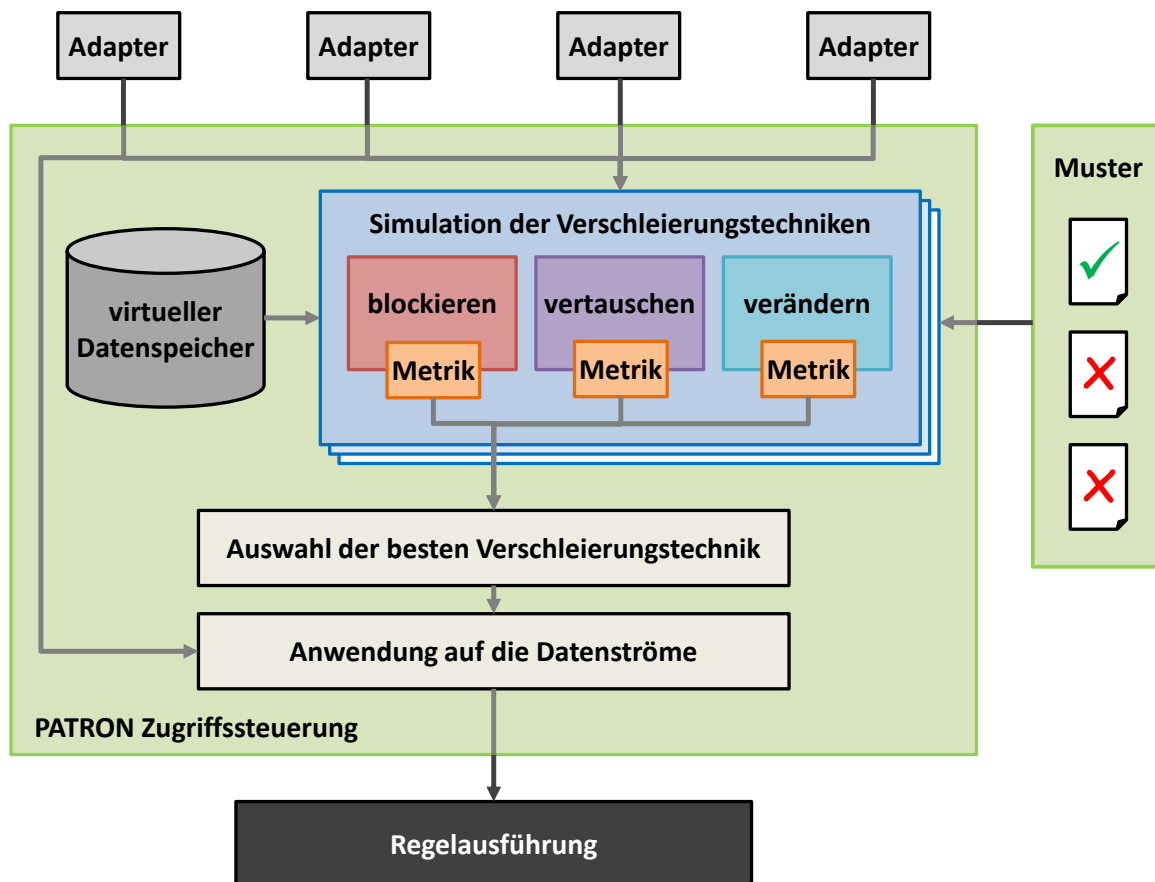 Adapter
Adapter
Adapter
Adapter
Muster
Simulation der Verschleierungstechniken
virtueller
Datenspeicher
blockieren
vertauschen
verändern
Metrik
Metrik
Metrik
Auswahl der besten Verschleierungstechnik
Anwendung auf die Datenströme
PATRON Zugriffssteuerung
Regelausführung